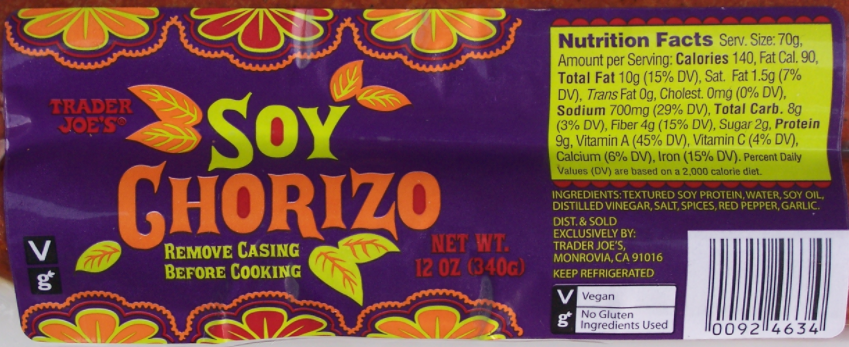 TRADER
JOE'S®
SOY
CHORIZO
REMOVE CASING
BEFORE COOKING
NET WT.
12 OZ (340G)
V
g*
Nutrition Facts Serv. Size: 70g,
Amount per Serving: Calories 140, Fat Cal. 90,
Total Fat 10g (15% DV), Sat. Fat 1.5g (7%
DV), Trans Fat 0g, Cholest. 0mg (0% DV),
Sodium 700mg (29% DV), Total Carb. 8g
(3% DV), Fiber 4g (15% DV), Sugar 2g, Protein
9g, Vitamin A (45% DV), Vitamin C (4% DV),
Calcium (6% DV), Iron (15% DV). Percent Daily
Values (DV) are based on a 2,000 calorie diet.
INGREDIENTS: TEXTURED SOY PROTEIN, WATER, SOY OIL,
DISTILLED VINEGAR, SALT, SPICES, RED PEPPER, GARLIC.
DIST. & SOLD
EXCLUSIVELY BY:
TRADER JOE'S,
MONROVIA, CA 91016
KEEP REFRIGERATED
V Vegan
g* No Gluten
Ingredients Used
0092 4634